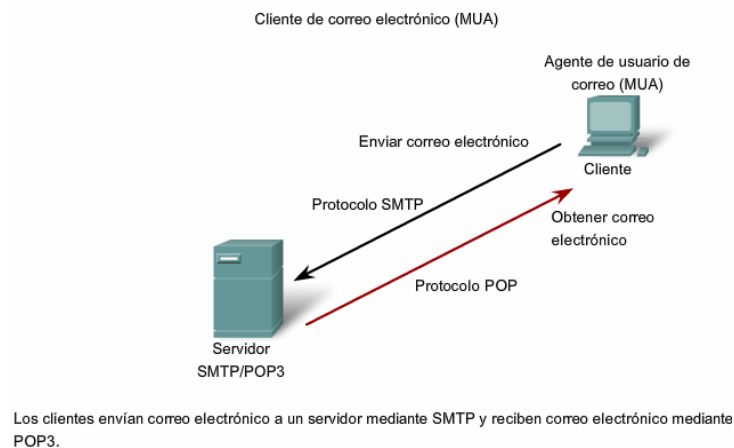 Cliente de correo electrónico (MUA)
Agente de usuario de
correo (MUA)
Enviar correo electrónico
Cliente
Protocolo SMTP
Obtener correo
electrónico
Protocolo POP
Servidor
SMTP/POP3
Los clientes envían correo electrónico a un servidor mediante SMTP y reciben correo electrónico mediante
POP3.